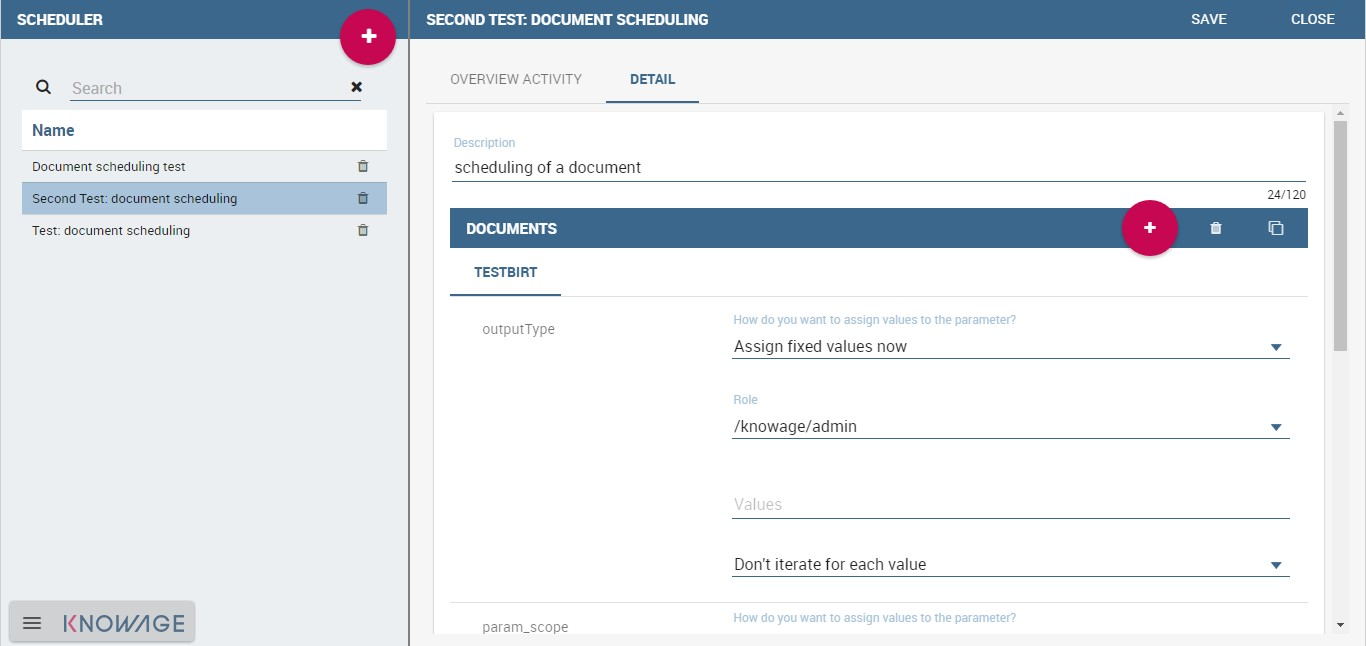 SCHEDULER
Search
Name
Document scheduling test
Second Test: document scheduling
Test: document scheduling
KNOWAGE
SECOND TEST: DOCUMENT SCHEDULING
SAVE
CLOSE
OVERVIEW ACTIVITY
DETAIL
Description
scheduling of a document
24/120
DOCUMENTS
TESTBIRT
outputType
How do you want to assign values to the parameter?
Assign fixed values now
Role
/knowage/admin
Values
Don't iterate for each value
param_scope
How do you want to assign values to the parameter?